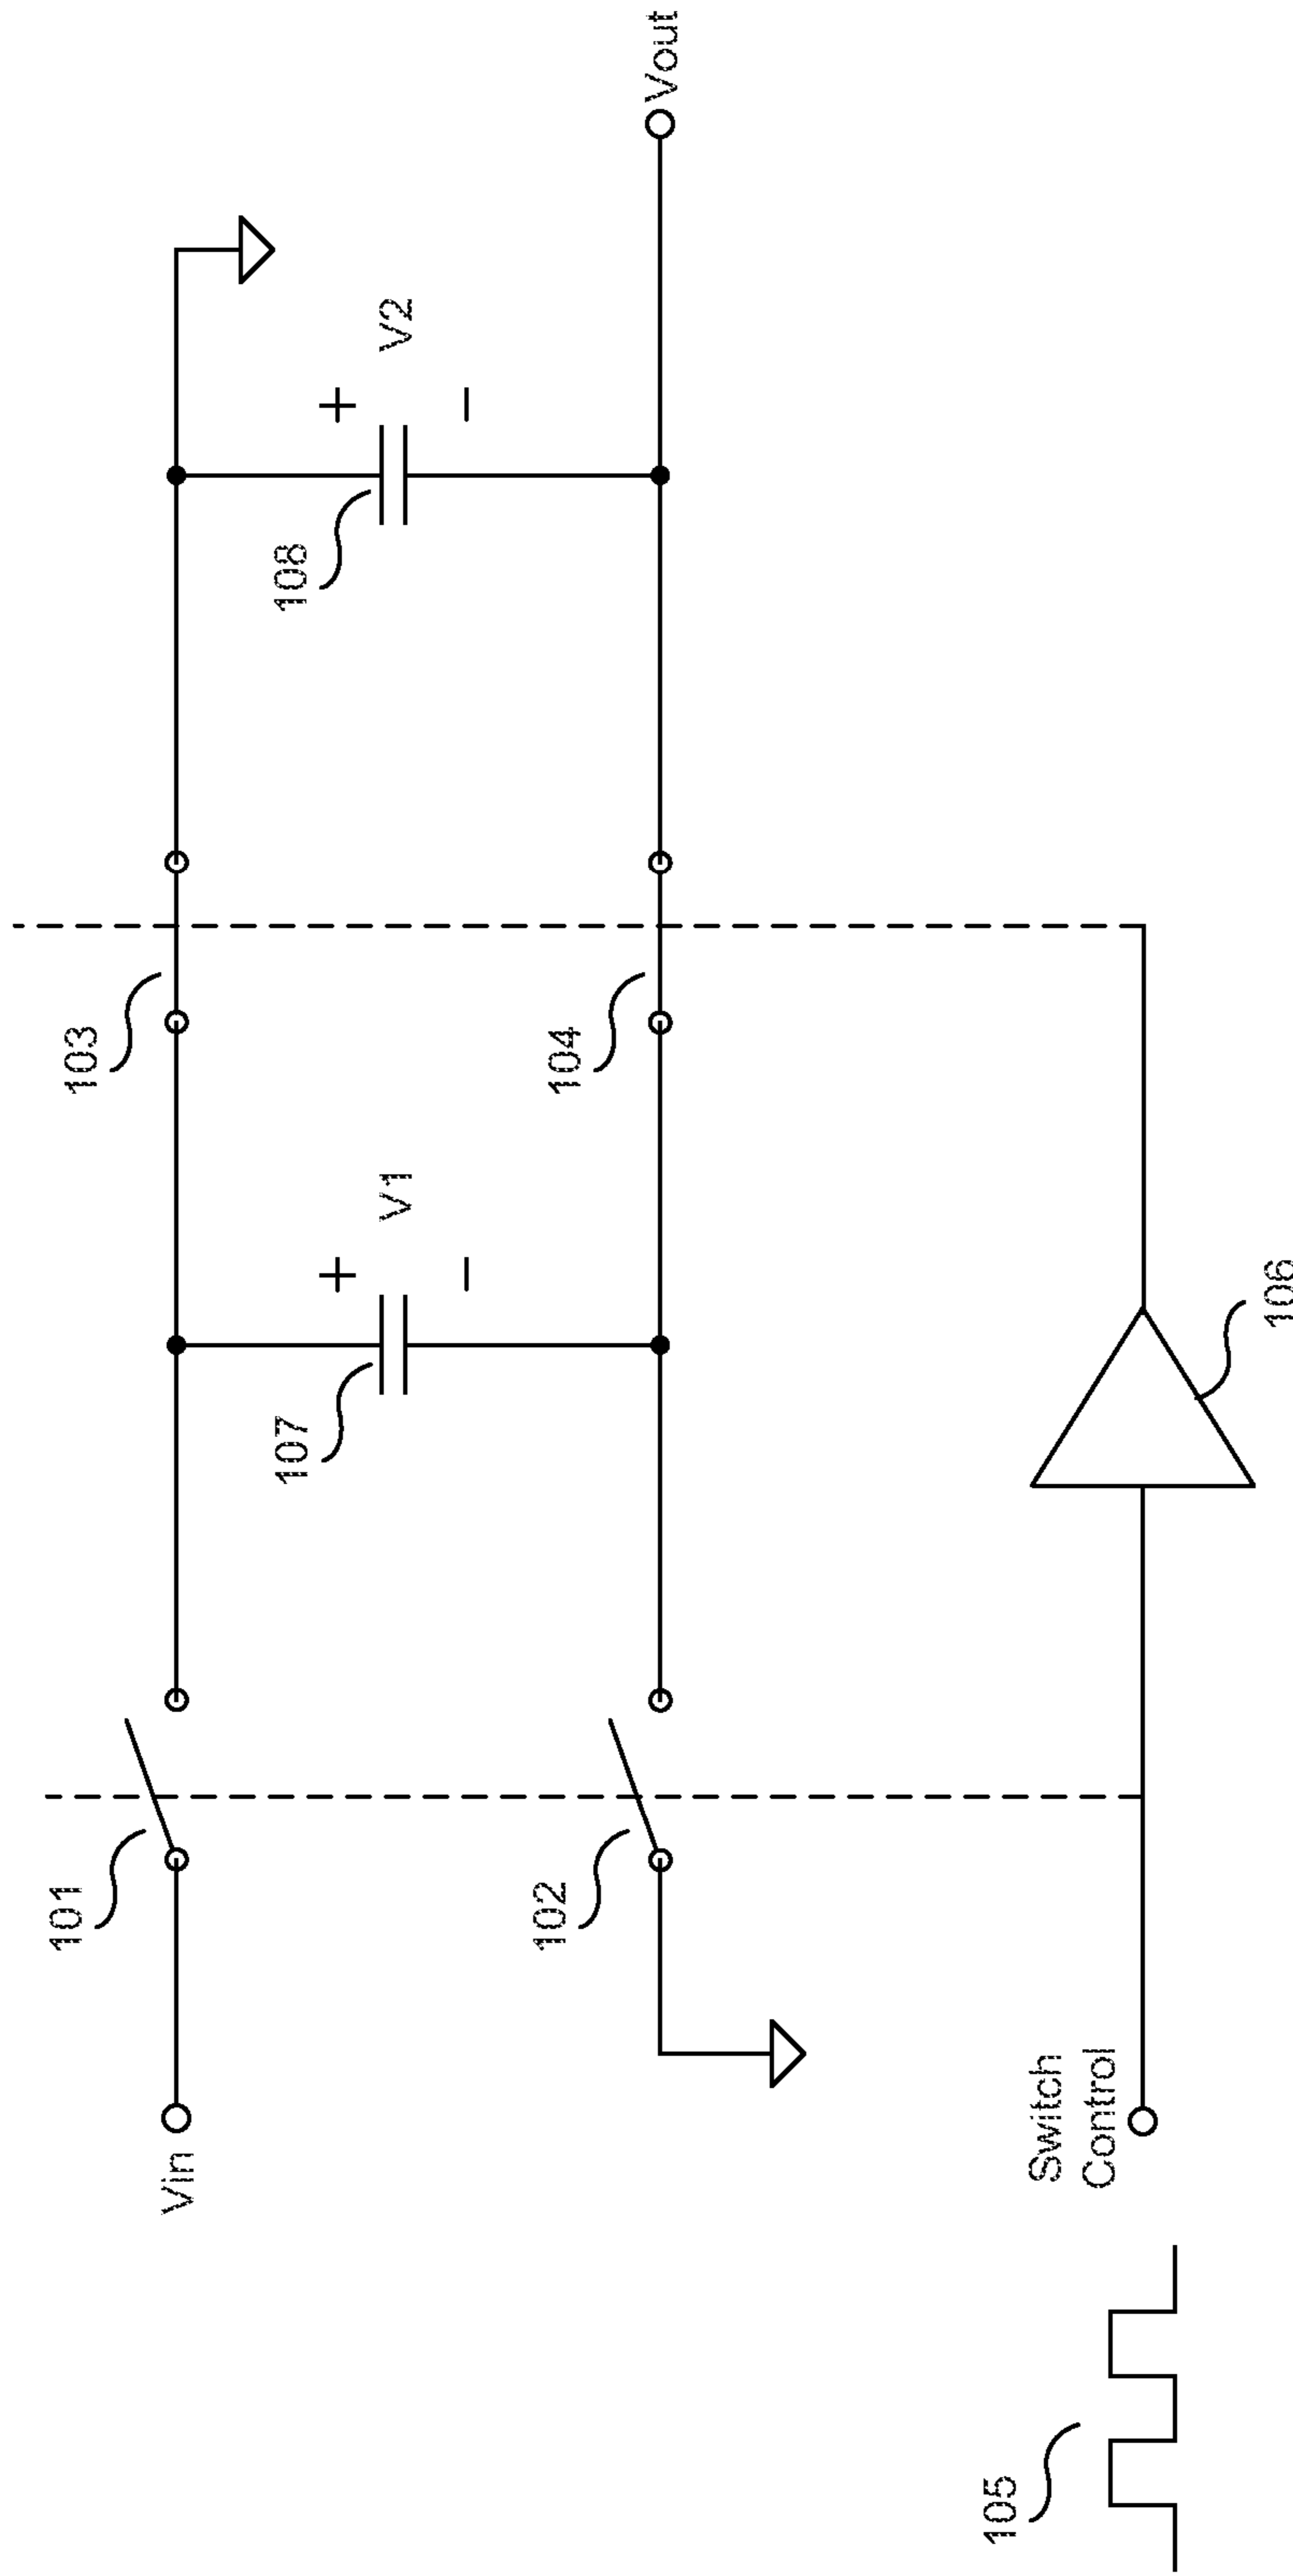 Vin
101
103
107
+
V1
−
108
+
V2
−
102
104
Vout
105
Switch
Control
106